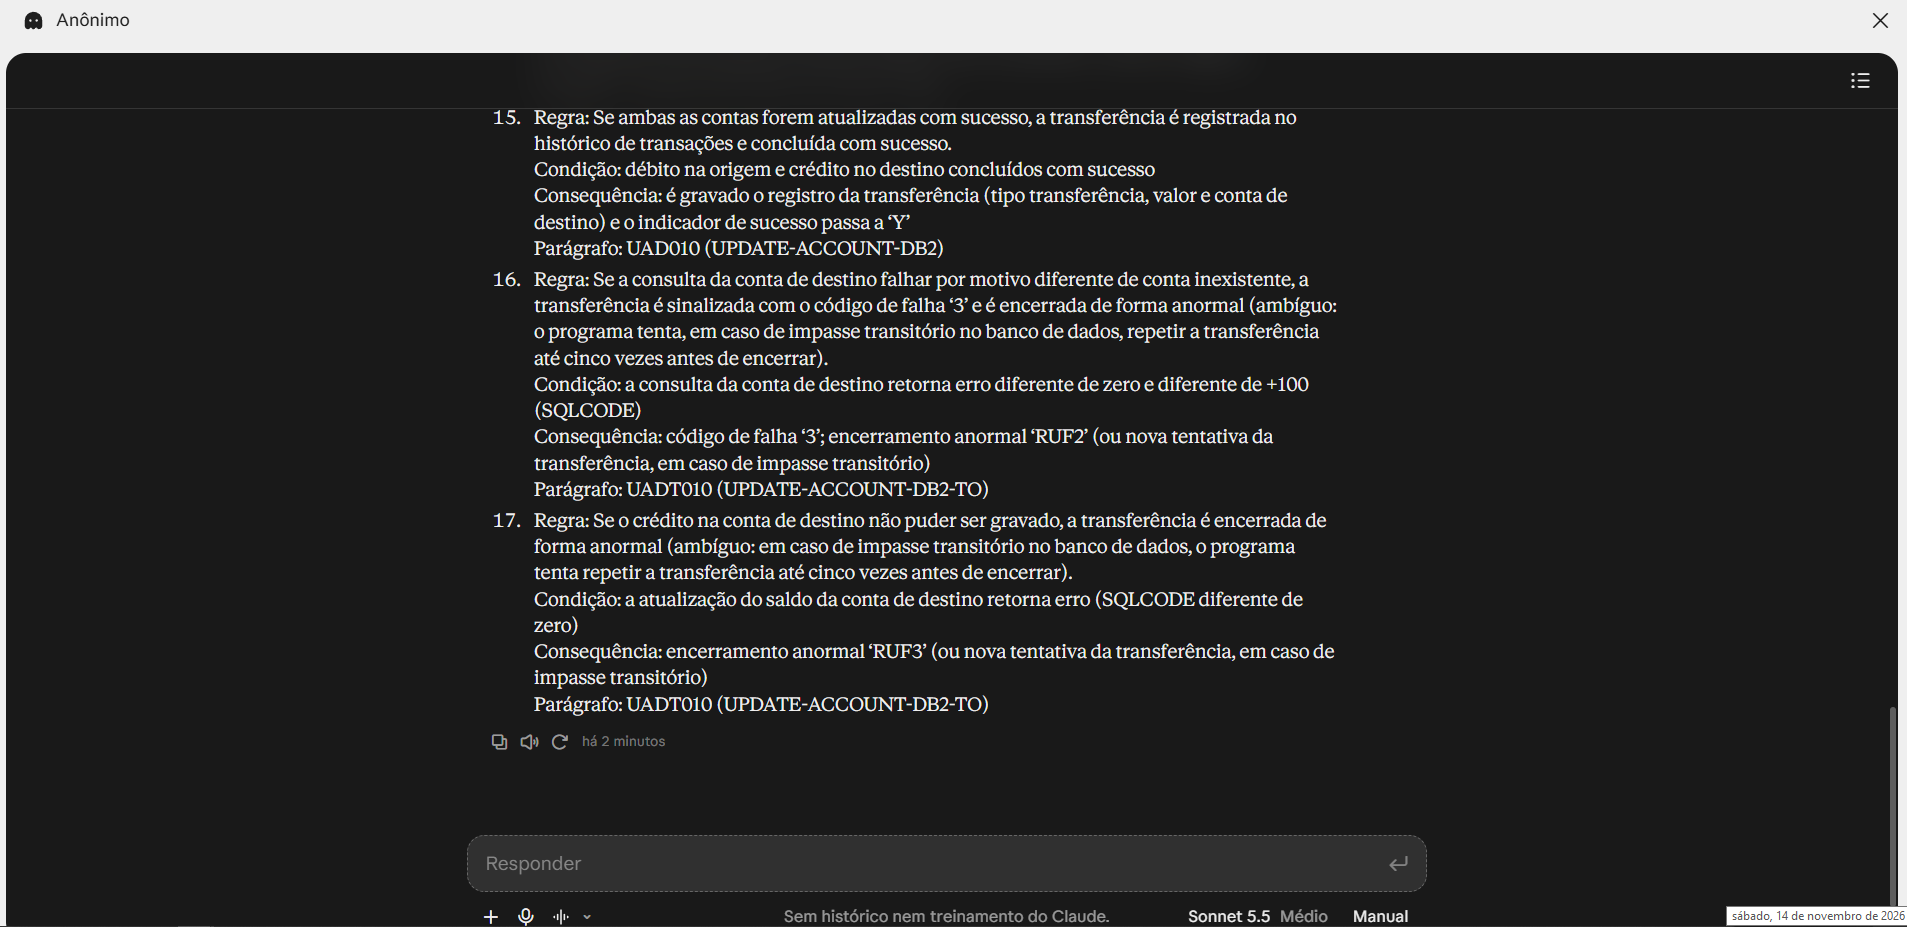 Anônimo
15. Regra: Se ambas as contas forem atualizadas com sucesso, a transferência é registrada no
histórico de transações e concluída com sucesso.
Condição: débito na origem e crédito no destino concluídos com sucesso
Consequência: é gravado o registro da transferência (tipo transferência, valor e conta de
destino) e o indicador de sucesso passa a ‘Y’
Parágrafo: UAD010 (UPDATE-ACCOUNT-DB2)
16. Regra: Se a consulta da conta de destino falhar por motivo diferente de conta inexistente, a
transferência é sinalizada com o código de falha ‘3’ e é encerrada de forma anormal (ambíguo:
o programa tenta, em caso de impasse transitório no banco de dados, repetir a transferência
até cinco vezes antes de encerrar).
Condição: a consulta da conta de destino retorna erro diferente de zero e diferente de +100
(SQLCODE)
Consequência: código de falha ‘3’; encerramento anormal ‘RUF2’ (ou nova tentativa da
transferência, em caso de impasse transitório)
Parágrafo: UADT010 (UPDATE-ACCOUNT-DB2-TO)
17. Regra: Se o crédito na conta de destino não puder ser gravado, a transferência é encerrada de
forma anormal (ambíguo: em caso de impasse transitório no banco de dados, o programa
tenta repetir a transferência até cinco vezes antes de encerrar).
Condição: a atualização do saldo da conta de destino retorna erro (SQLCODE diferente de
zero)
Consequência: encerramento anormal ‘RUF3’ (ou nova tentativa da transferência, em caso de
impasse transitório)
Parágrafo: UADT010 (UPDATE-ACCOUNT-DB2-TO)
há 2 minutos
Responder
Sem histórico nem treinamento do Claude.
Sonnet 5.5 Médio
Manual
sábado, 14 de novembro de 2026